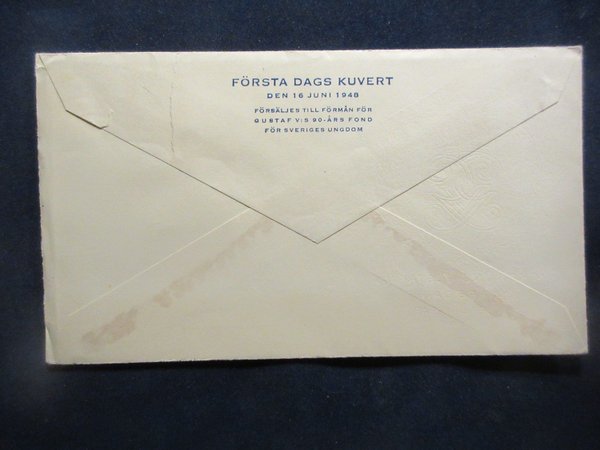 FÖRSTA DAGS KUVERT
DEN 16 JUNI 1948
FÖRSÄLJES TILL FÖRMÅN FÖR
GUSTAF V:S 90-ÅRS FOND
FÖR SVERIGES UNGDOM